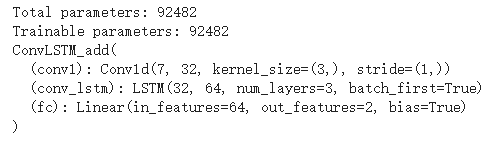 Total parameters: 92482
Trainable parameters: 92482
ConvLSTM_add(
  (conv1): Conv1d(7, 32, kernel_size=(3,), stride=(1,))
  (conv_lstm): LSTM(32, 64, num_layers=3, batch_first=True)
  (fc): Linear(in_features=64, out_features=2, bias=True)
)